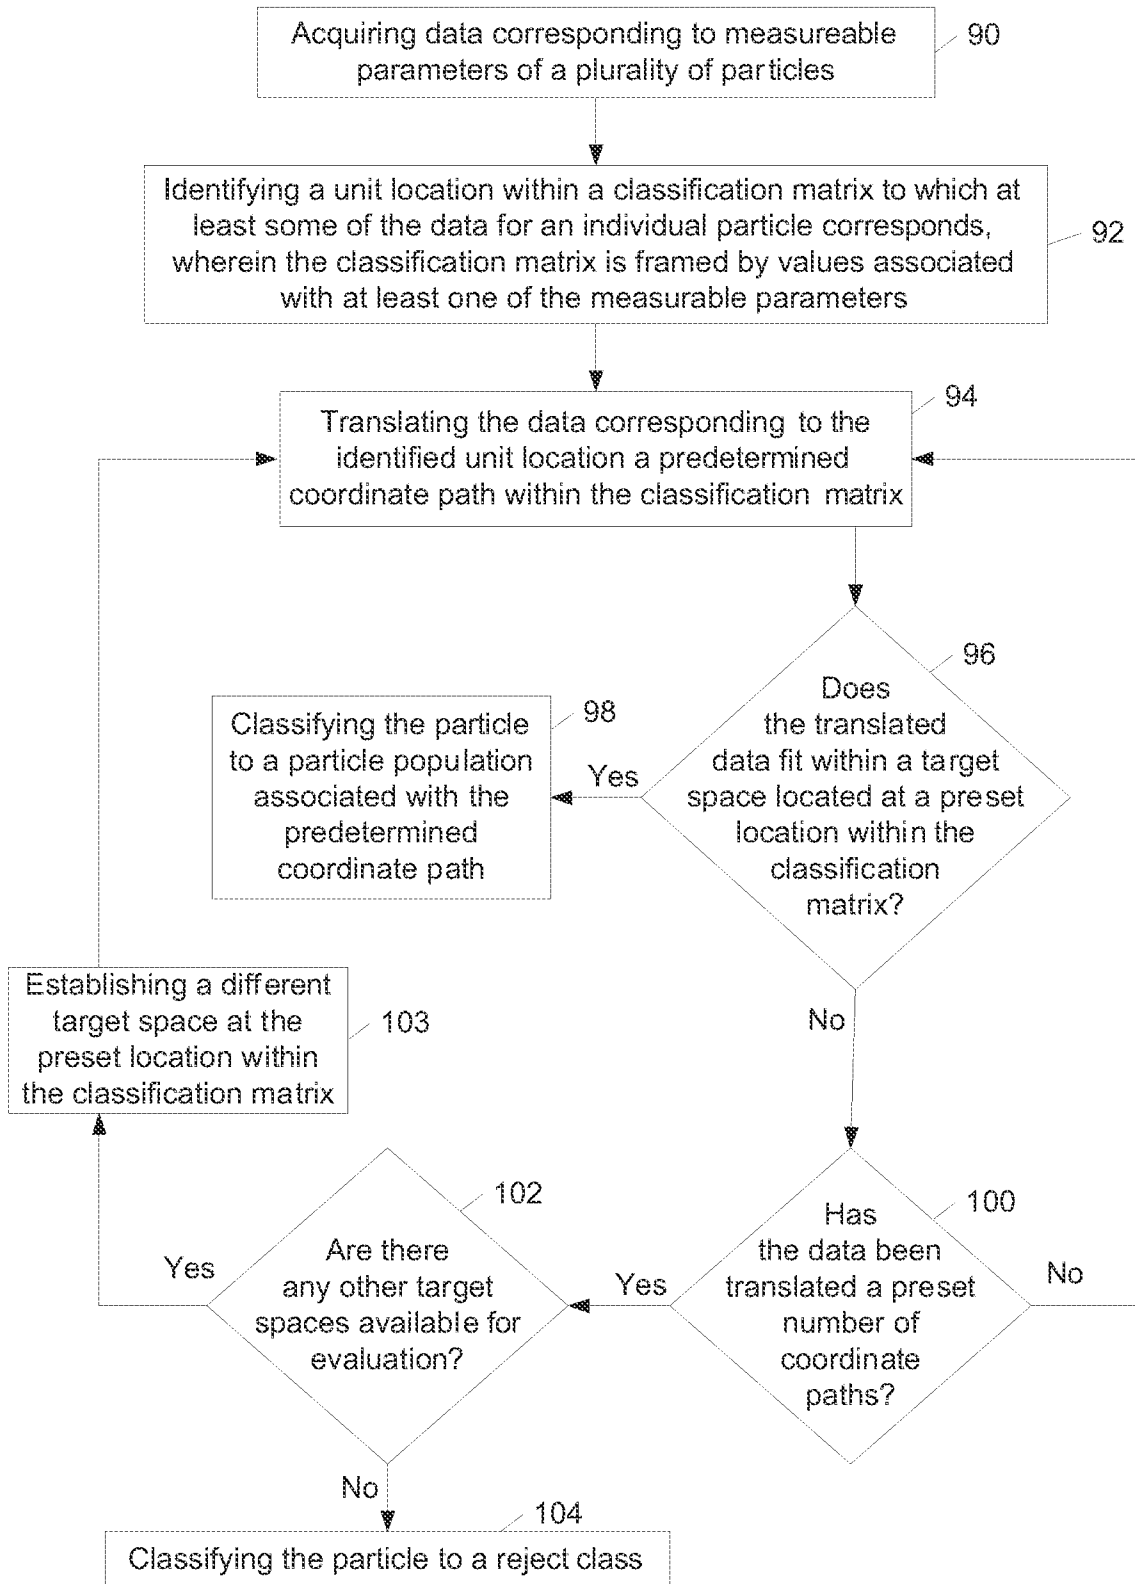 Acquiring data corresponding to measureable
parameters of a plurality of particles
90
Identifying a unit location within a classification matrix to which at
least some of the data for an individual particle corresponds,
wherein the classification matrix is framed by values associated
with at least one of the measurable parameters
92
Translating the data corresponding to the
identified unit location a predetermined
coordinate path within the classification matrix
94
Does
the translated
data fit within a target
space located at a preset
location within the
classification
matrix?
96
Yes
Classifying the particle
to a particle population
associated with the
predetermined
coordinate path
98
No
Has
the data been
translated a preset
number of
coordinate
paths?
100
No
Yes
Are there
any other target
spaces available for
evaluation?
102
Yes
Establishing a different
target space at the
preset location within
the classification matrix
103
No
Classifying the particle to a reject class
104